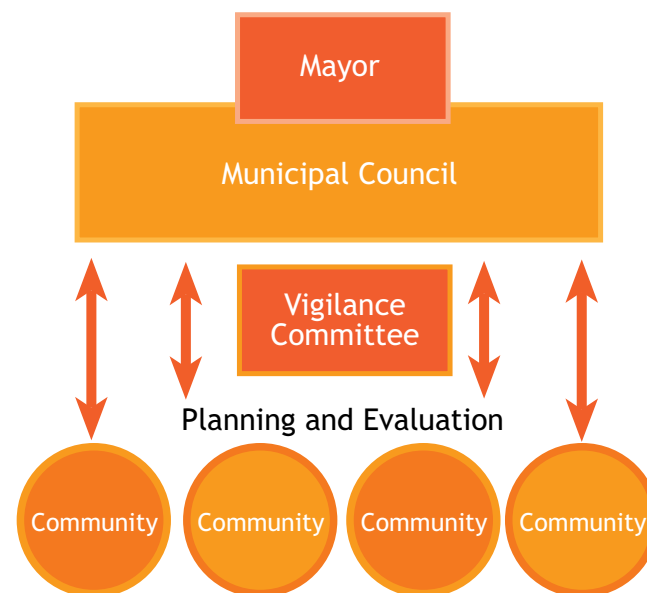 Mayor
Municipal Council
Vigilance
Committee
Planning and Evaluation
Community
Community
Community
Community